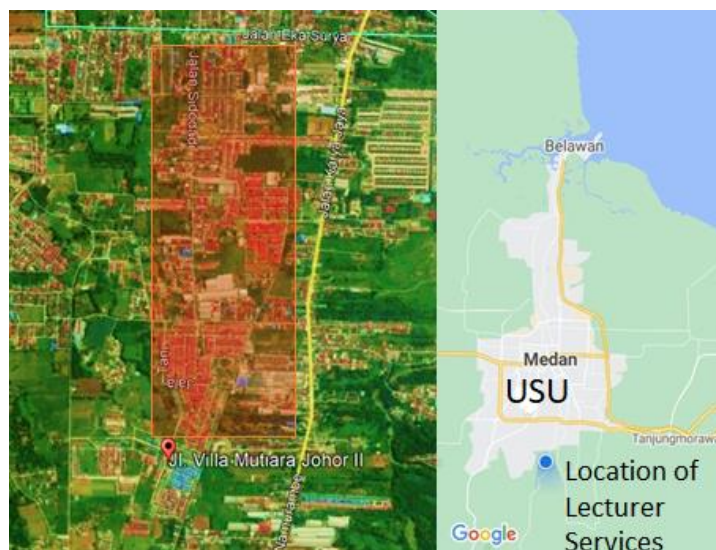 Jalan Eka Surya
Jalan Sidodadi
Jalan Karya Jaya
Jl. Villa Mutiara Johor II
Belawan
Medan
USU
Tanjungmorawa
Location of
Lecturer
Services
Google